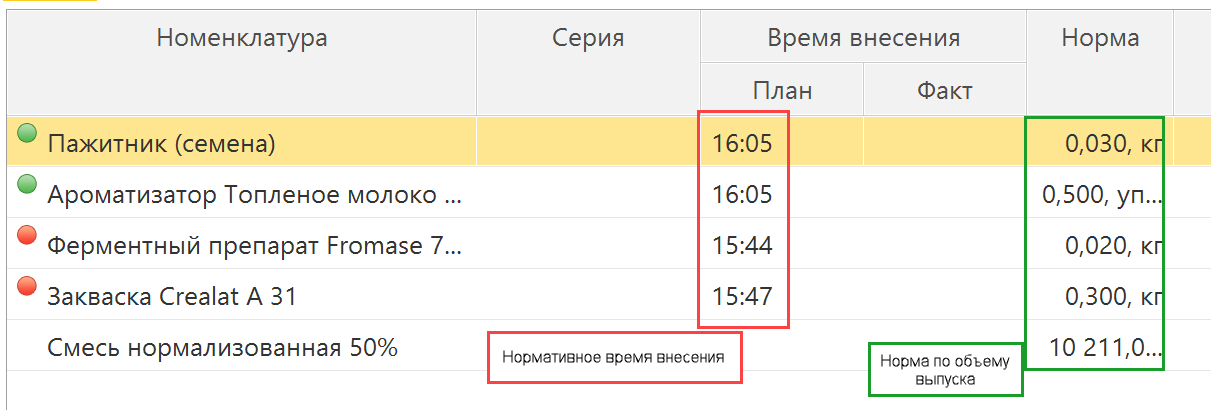 Номенклатура Серия Время внесения Норма
План Факт
Пажитник (семена) 16:05 0,030, кг
Ароматизатор Топленое молоко ... 16:05 0,500, уп...
Ферментный препарат Fromase 7... 15:44 0,020, кг
Закваска Crealat A 31 15:47 0,300, кг
Смесь нормализованная 50% 10 211,0...
Нормативное время внесения
Норма по объему
выпуска